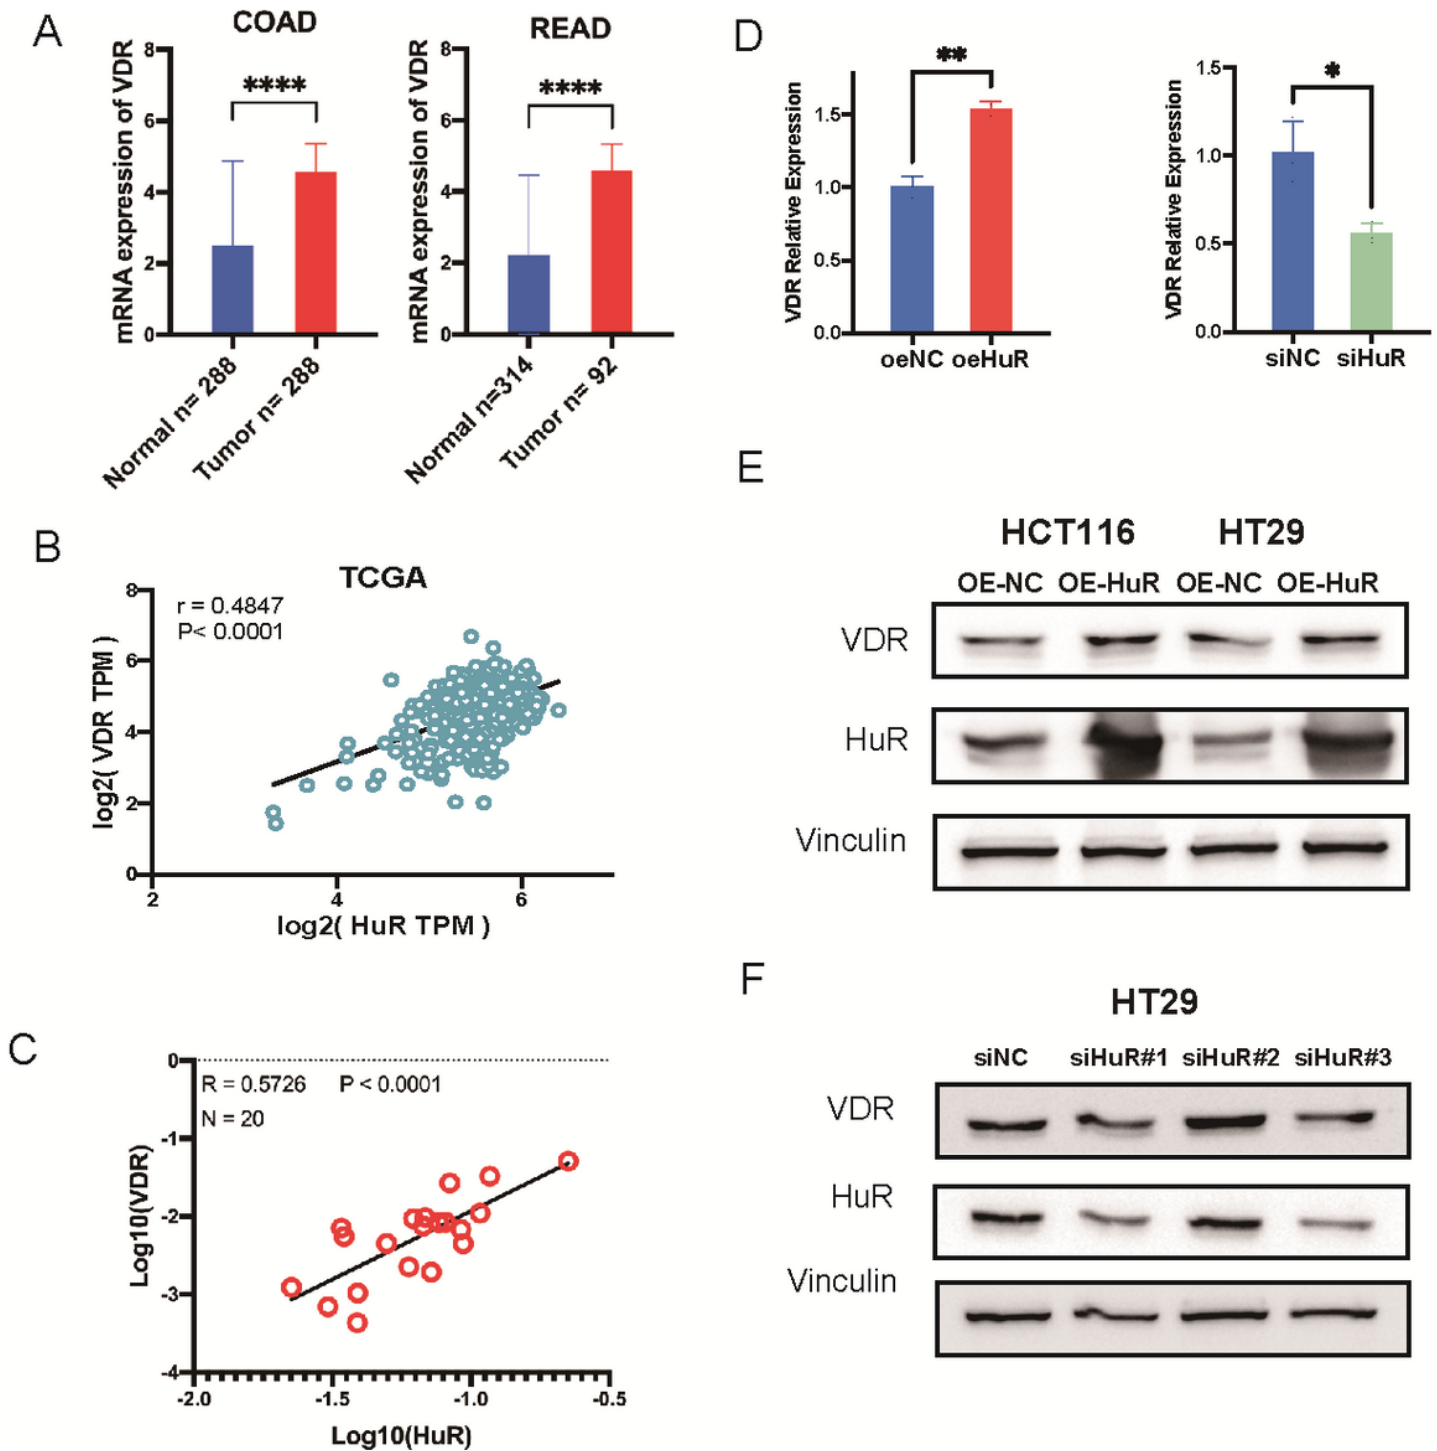 A
COAD
mRNA expression of VDR
8
6
4
2
0
****
Normal n= 288
Tumor n= 288
READ
mRNA expression of VDR
8
6
4
2
0
****
Normal n=314
Tumor n= 92
B
TCGA
r = 0.4847
P< 0.0001
log2( VDR TPM )
8
6
4
2
0
2
4
6
log2( HuR TPM )
C
R = 0.5726 P < 0.0001
N = 20
Log10(VDR)
0
-1
-2
-3
-4
-2.0
-1.5
-1.0
-0.5
Log10(HuR)
D
VDR Relative Expression
1.5
1.0
0.5
0.0
**
oeNC oeHuR
VDR Relative Expression
1.5
1.0
0.5
0.0
*
siNC siHuR
E
HCT116 HT29
OE-NC OE-HuR OE-NC OE-HuR
VDR
HuR
Vinculin
F
HT29
siNC siHuR#1 siHuR#2 siHuR#3
VDR
HuR
Vinculin